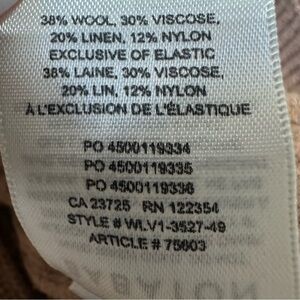 38% WOOL, 30% VISCOSE,
20% LINEN, 12% NYLON
EXCLUSIVE OF ELASTIC
38% LAINE, 30% VISCOSE,
20% LIN, 12% NYLON
À L'EXCLUSION DE L'ÉLASTIQUE
PO 4500119334
PO 4500119335
PO 4500119336
CA 23725 RN 122354
STYLE # WLV1-3527-49
ARTICLE # 75603